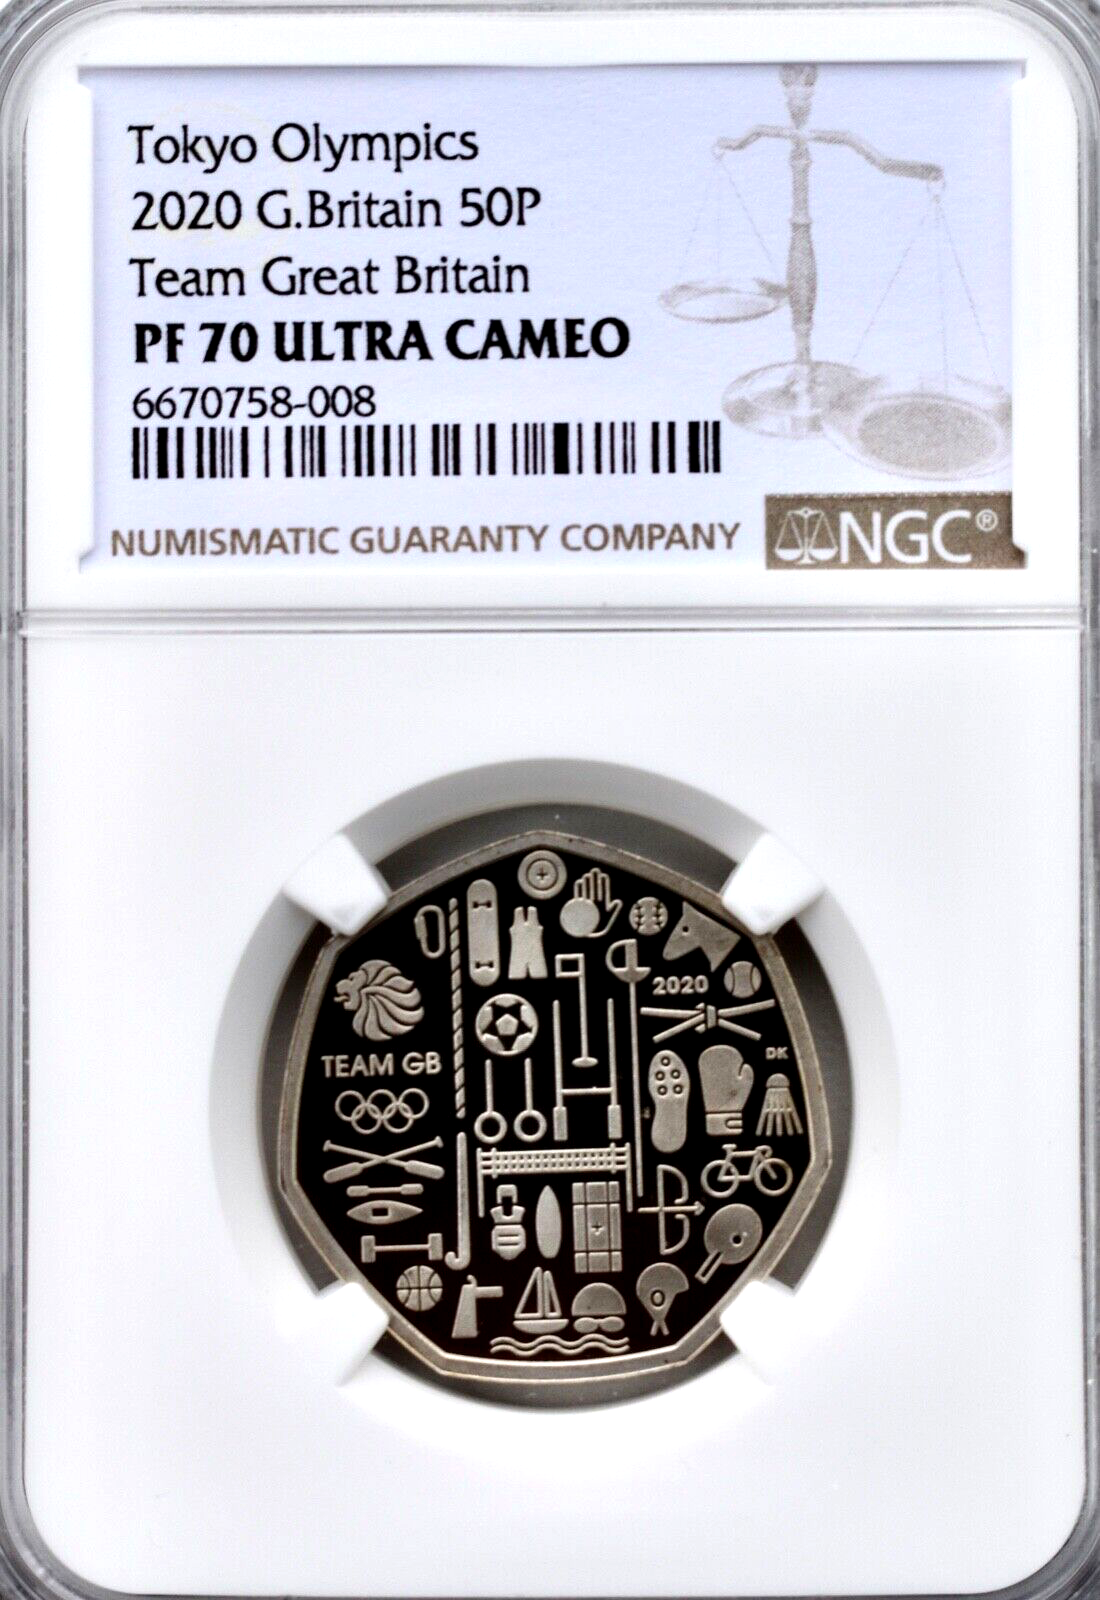 Tokyo Olympics
2020 G.Britain 50P
Team Great Britain
PF 70 ULTRA CAMEO
6670758-008
NUMISMATIC GUARANTY COMPANY
NGC®
2020
DK
TEAM GB